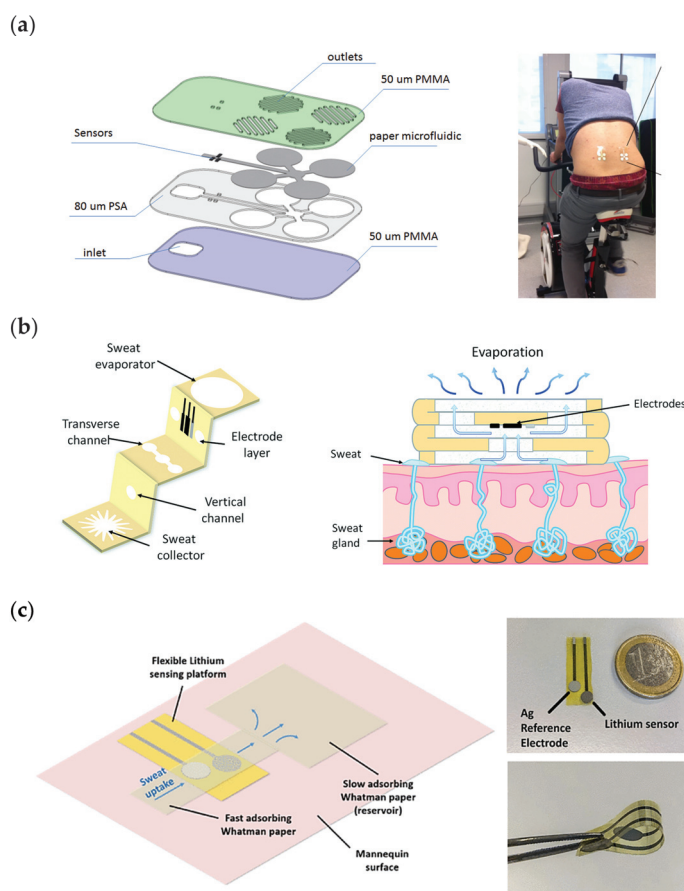 (a)
outlets
50 um PMMA
Sensors
paper microfluidic
80 um PSA
50 um PMMA
inlet
(b)
Sweat
evaporator
Transverse
channel
Electrode
layer
Vertical
channel
Sweat
collector
Evaporation
Electrodes
Sweat
Sweat
gland
(c)
Flexible Lithium
sensing platform
Sweat
uptake
Slow adsorbing
Whatman paper
(reservoir)
Fast adsorbing
Whatman paper
Mannequin
surface
Ag
Reference
Electrode
Lithium sensor